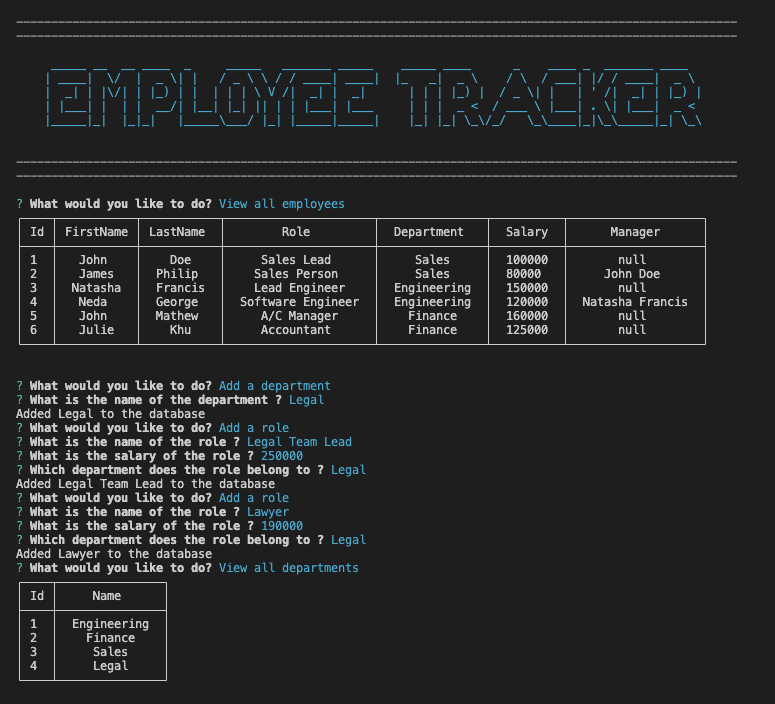 EMPLOYEE TRACKER
? What would you like to do? View all employees
Id FirstName LastName Role Department Salary Manager
1 John Doe Sales Lead Sales 100000 null
2 James Philip Sales Person Sales 80000 John Doe
3 Natasha Francis Lead Engineer Engineering 150000 null
4 Neda George Software Engineer Engineering 120000 Natasha Francis
5 John Mathew A/C Manager Finance 160000 null
6 Julie Khu Accountant Finance 125000 null
? What would you like to do? Add a department
? What is the name of the department ? Legal
Added Legal to the database
? What would you like to do? Add a role
? What is the name of the role ? Legal Team Lead
? What is the salary of the role ? 250000
? Which department does the role belong to ? Legal
Added Legal Team Lead to the database
? What would you like to do? Add a role
? What is the name of the role ? Lawyer
? What is the salary of the role ? 190000
? Which department does the role belong to ? Legal
Added Lawyer to the database
? What would you like to do? View all departments
Id Name
1 Engineering
2 Finance
3 Sales
4 Legal